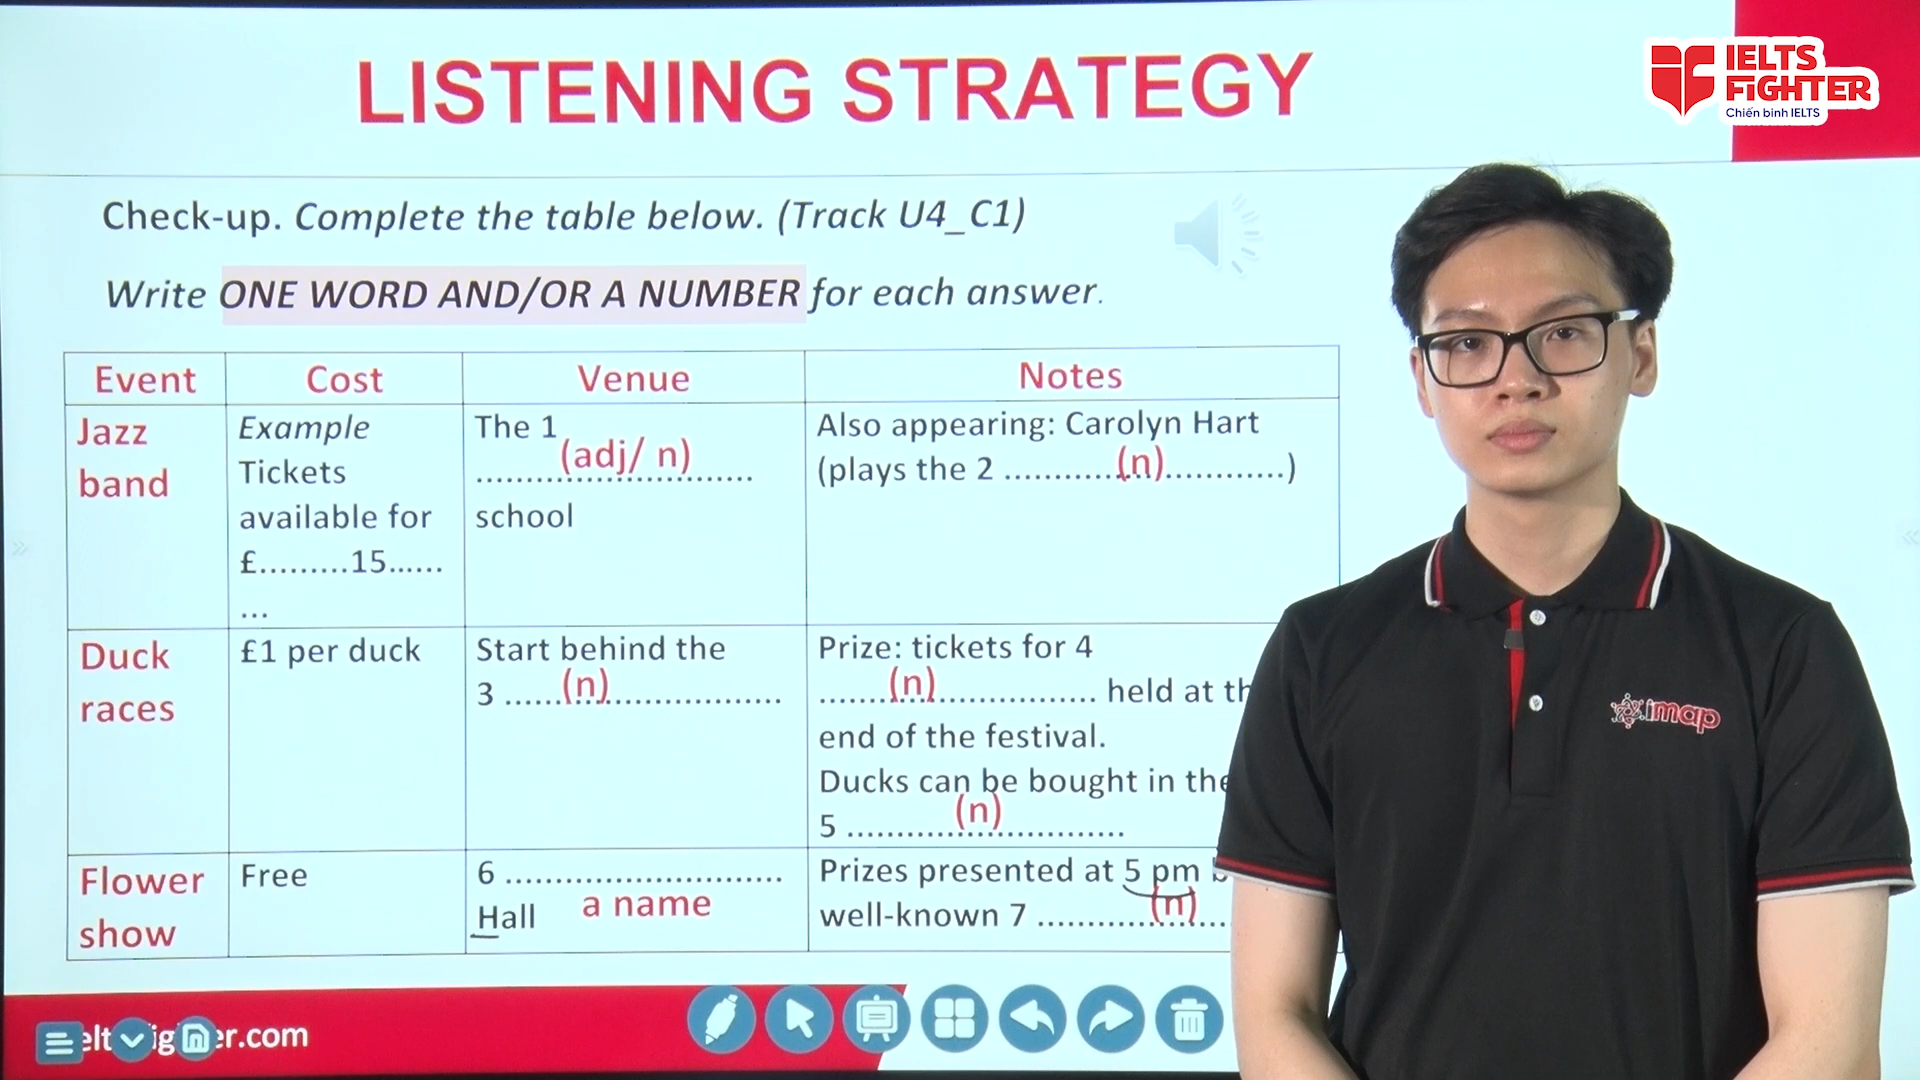 LISTENING STRATEGY
IELTS
FIGHTER
Chiến binh IELTS
Check-up. Complete the table below. (Track U4_C1)
Write ONE WORD AND/OR A NUMBER for each answer.
Event
Cost
Venue
Notes
Jazz
band
Example
Tickets
available for
£.........15......
...
The 1
(adj/ n)
............................
school
Also appearing: Carolyn Hart
(plays the 2 ............(n)............)
Duck
races
£1 per duck
Start behind the
3 ......(n)..................
Prize: tickets for 4
.......(n)................ held at
end of the festival.
Ducks can be bought in the
5 ...........(n).............
Flower
show
Free
6 ............................
Hall
a name
Prizes presented at 5 pm
well-known 7 ............(n)....
er.com
imap